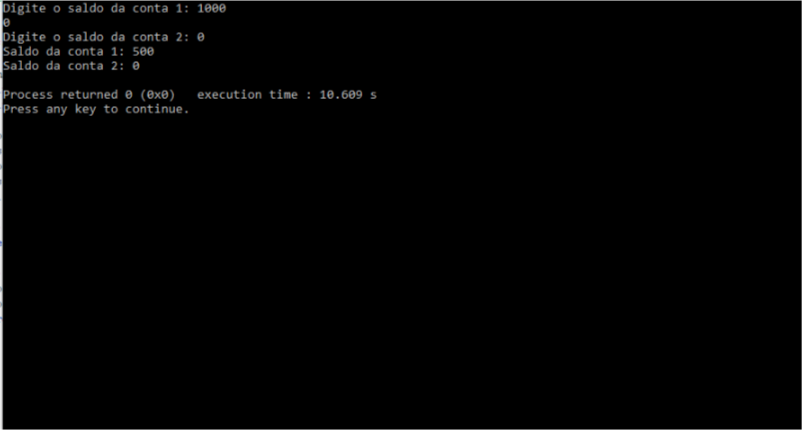 Digite o saldo da conta 1: 1000
0
Digite o saldo da conta 2: 0
Saldo da conta 1: 500
Saldo da conta 2: 0
Process returned 0 (0x0)   execution time : 10.609 s
Press any key to continue.